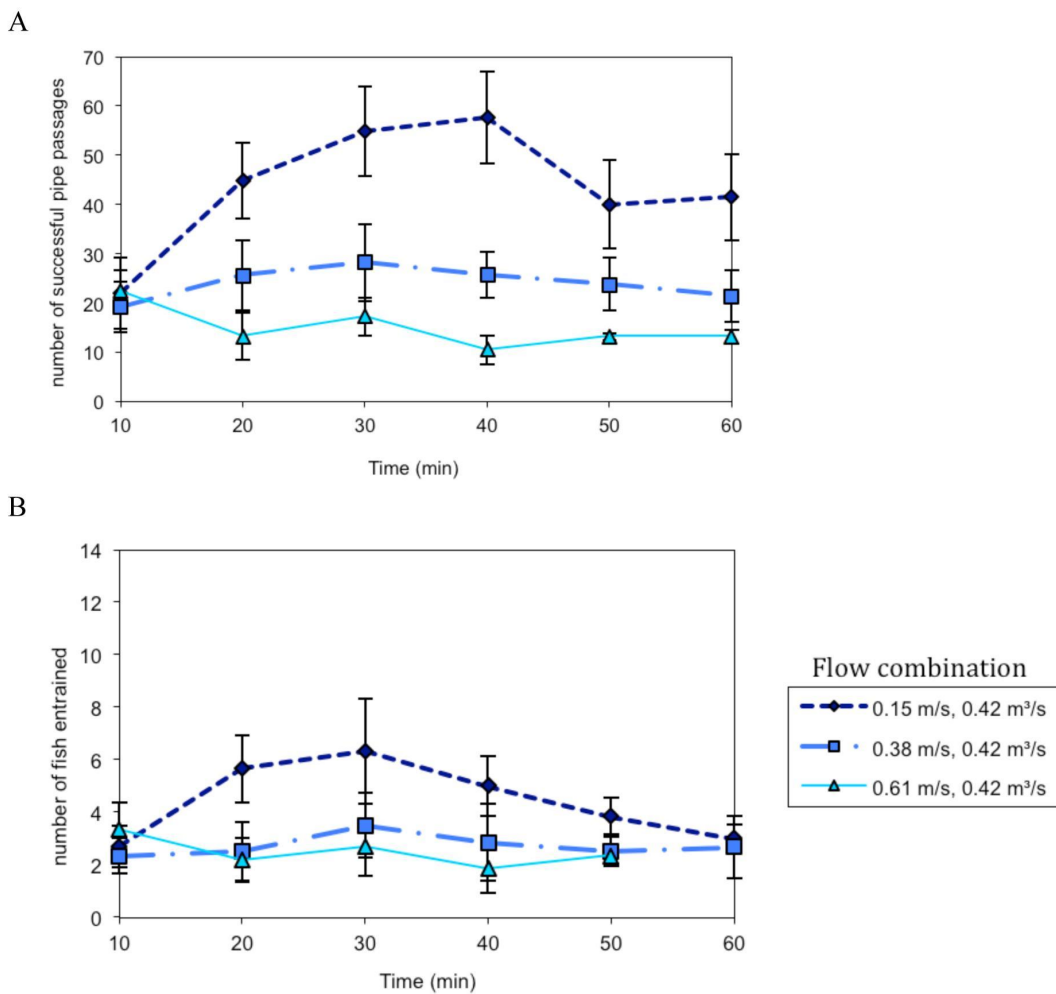 A
70
60
50
40
30
20
10
0
number of successful pipe passages
10 20 30 40 50 60
Time (min)
B
14
12
10
8
6
4
2
0
number of fish entrained
10 20 30 40 50 60
Time (min)
Flow combination
0.15 m/s, 0.42 m³/s
0.38 m/s, 0.42 m³/s
0.61 m/s, 0.42 m³/s